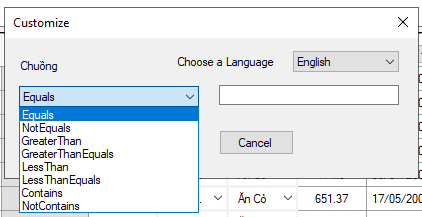 Customize
Choose a Language
English
Chuồng
Equals
Equals
NotEquals
GreaterThan
GreaterThanEquals
LessThan
LessThanEquals
Contains
NotContains
Cancel
Ăn Cỏ
651.37
17/05/200